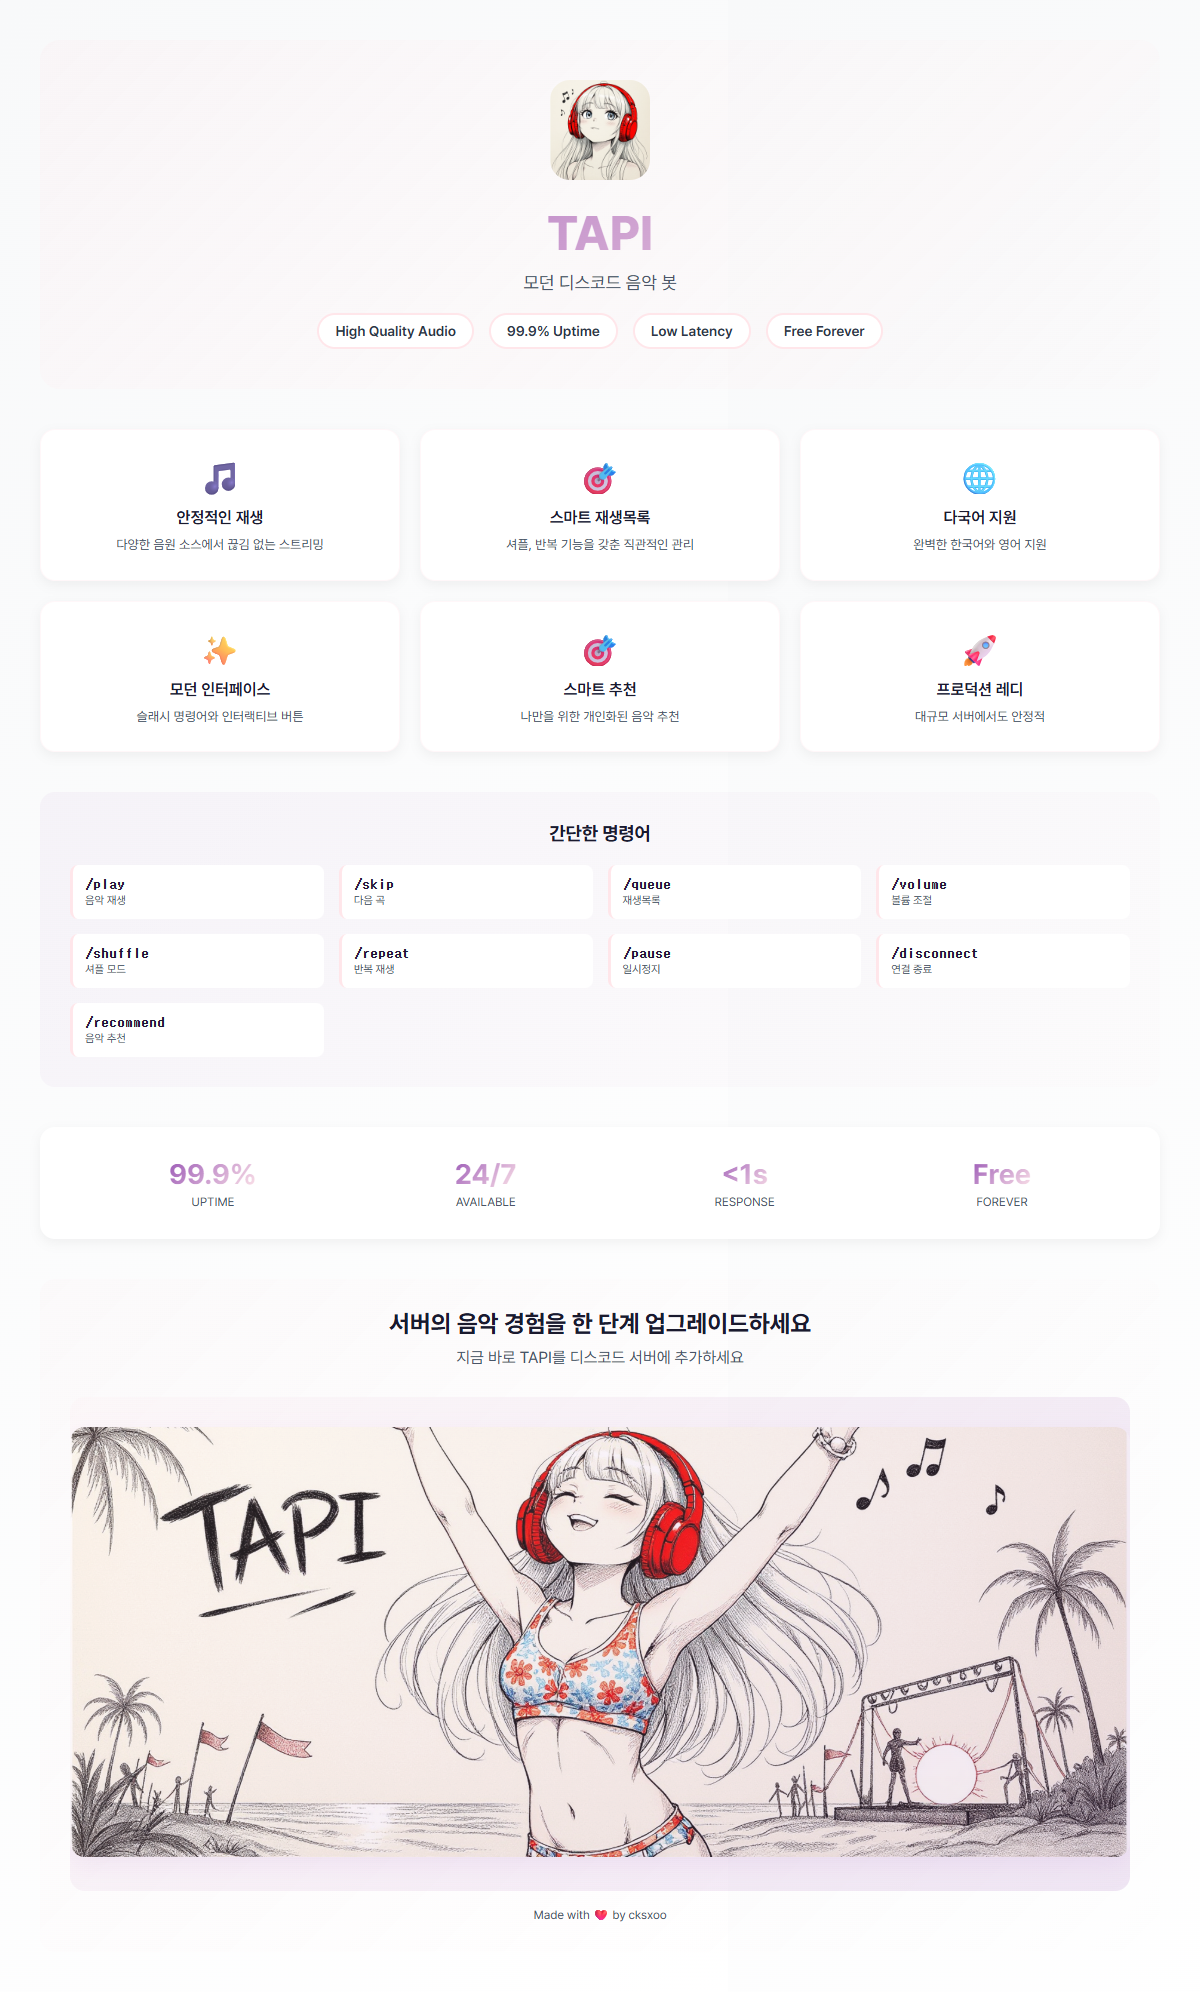 TAPI
모던 디스코드 음악 봇
High Quality Audio
99.9% Uptime
Low Latency
Free Forever
안정적인 재생
다양한 음원 소스에서 끊김 없는 스트리밍
스마트 재생목록
셔플, 반복 기능을 갖춘 직관적인 관리
다국어 지원
완벽한 한국어와 영어 지원
모던 인터페이스
슬래시 명령어와 인터랙티브 버튼
스마트 추천
나만을 위한 개인화된 음악 추천
프로덕션 레디
대규모 서버에서도 안정적
간단한 명령어
/play
음악 재생
/skip
다음 곡
/queue
재생목록
/volume
볼륨 조절
/shuffle
셔플 모드
/repeat
반복 재생
/pause
일시정지
/disconnect
연결 종료
/recommend
음악 추천
99.9%
UPTIME
24/7
AVAILABLE
<1s
RESPONSE
Free
FOREVER
서버의 음악 경험을 한 단계 업그레이드하세요
지금 바로 TAPI를 디스코드 서버에 추가하세요
TAPI
Made with ❤️ by cksxoo